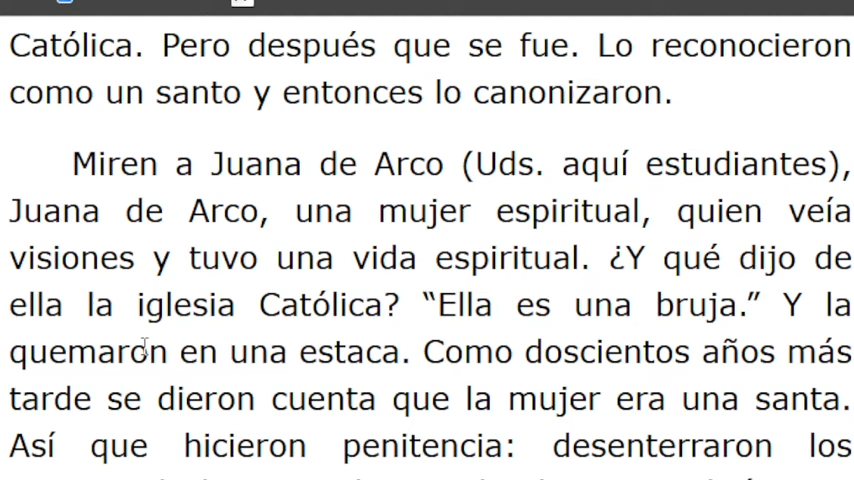 Católica. Pero después que se fue. Lo reconocieron
como un santo y entonces lo canonizaron.
Miren a Juana de Arco (Uds. aquí estudiantes),
Juana de Arco, una mujer espiritual, quien veía
visiones y tuvo una vida espiritual. ¿Y qué dijo de
ella la iglesia Católica? “Ella es una bruja.” Y la
quemaron en una estaca. Como doscientos años más
tarde se dieron cuenta que la mujer era una santa.
Así que hicieron penitencia: desenterraron los